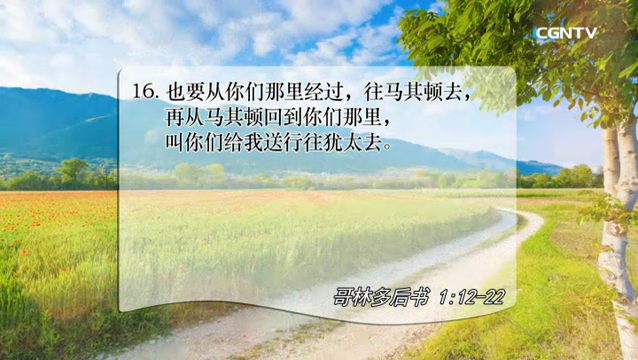 CGNTV
16. 也要从你们那里经过，往马其顿去，
再从马其顿回到你们那里，
叫你们给我送行往犹太去。
哥林多后书 1:12-22